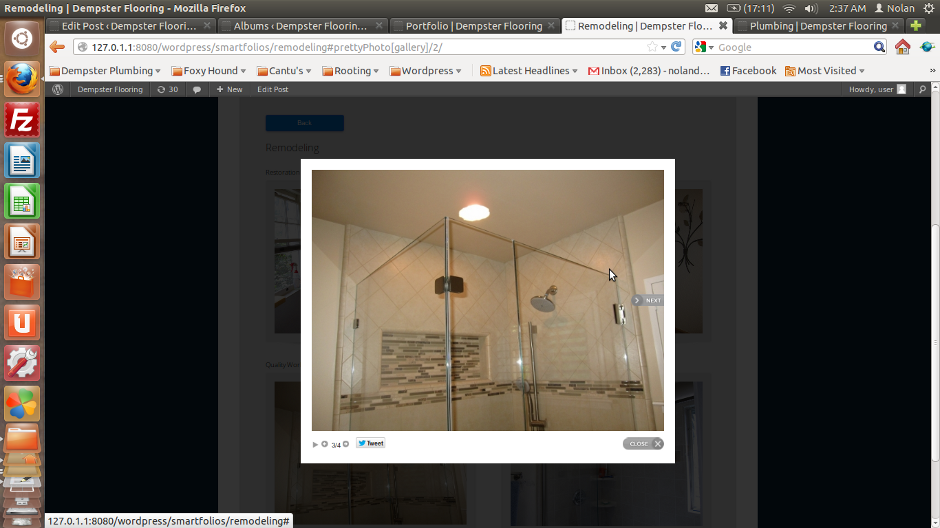 Remodeling | Dempster Flooring - Mozilla Firefox
(17:11)
2:37 AM
Nolan
Edit Post ‹ Dempster Floori...
Albums ‹ Dempster Floorin...
Portfolio | Dempster Flooring
Remodeling | Dempster Flo...
Plumbing | Dempster Flooring
127.0.1.1:8080/wordpress/smartfolios/remodeling#prettyPhoto[gallery]/2/
Google
Dempster Plumbing
Foxy Hound
Cantu's
Rooting
Wordpress
Latest Headlines
Inbox (2,283) - noland...
Facebook
Most Visited
»
Dempster Flooring
30
New
Edit Post
Howdy, user
Back
Remodeling
NEXT
Quality
3/4
Tweet
CLOSE
127.0.1.1:8080/wordpress/smartfolios/remodeling#